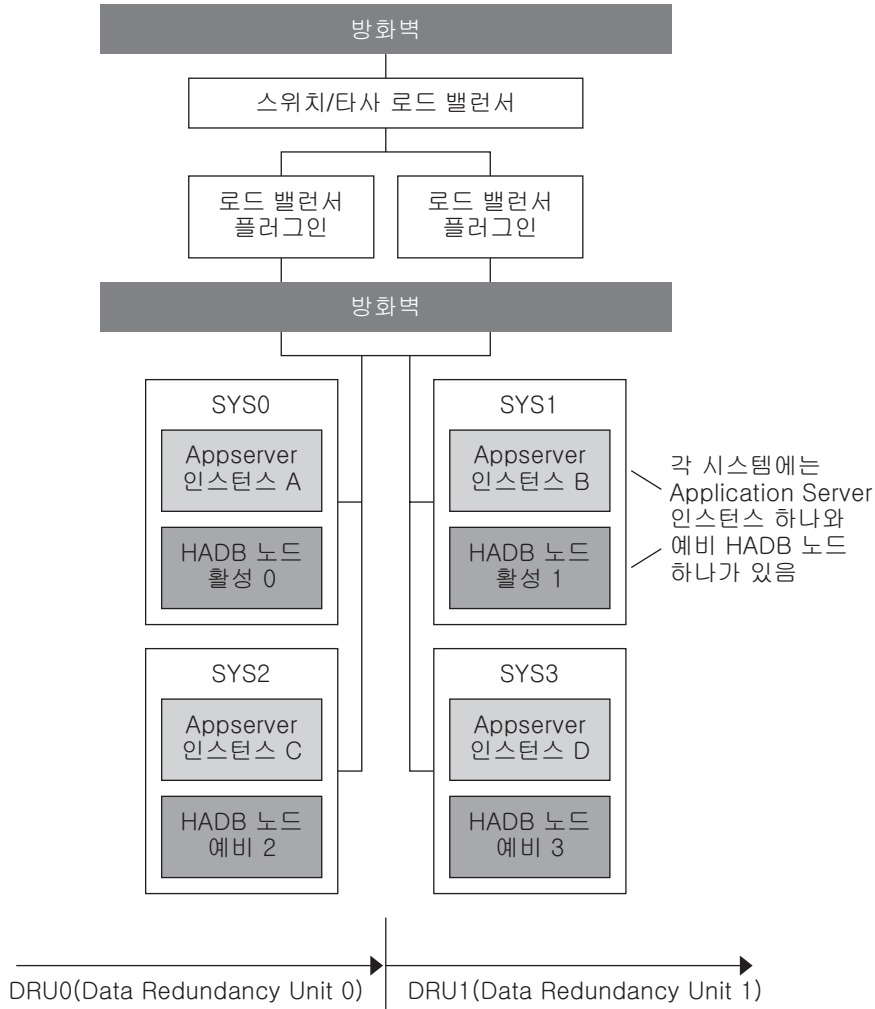 방화벽
스위치/타사 로드 밸런서
로드 밸런서
플러그인
로드 밸런서
플러그인
방화벽
SYS0
Appserver
인스턴스 A
HADB 노드
활성 0
SYS1
Appserver
인스턴스 B
HADB 노드
활성 1
각 시스템에는
Application Server
인스턴스 하나와
예비 HADB 노드
하나가 있음
SYS2
Appserver
인스턴스 C
HADB 노드
예비 2
SYS3
Appserver
인스턴스 D
HADB 노드
예비 3
DRU0(Data Redundancy Unit 0)
DRU1(Data Redundancy Unit 1)